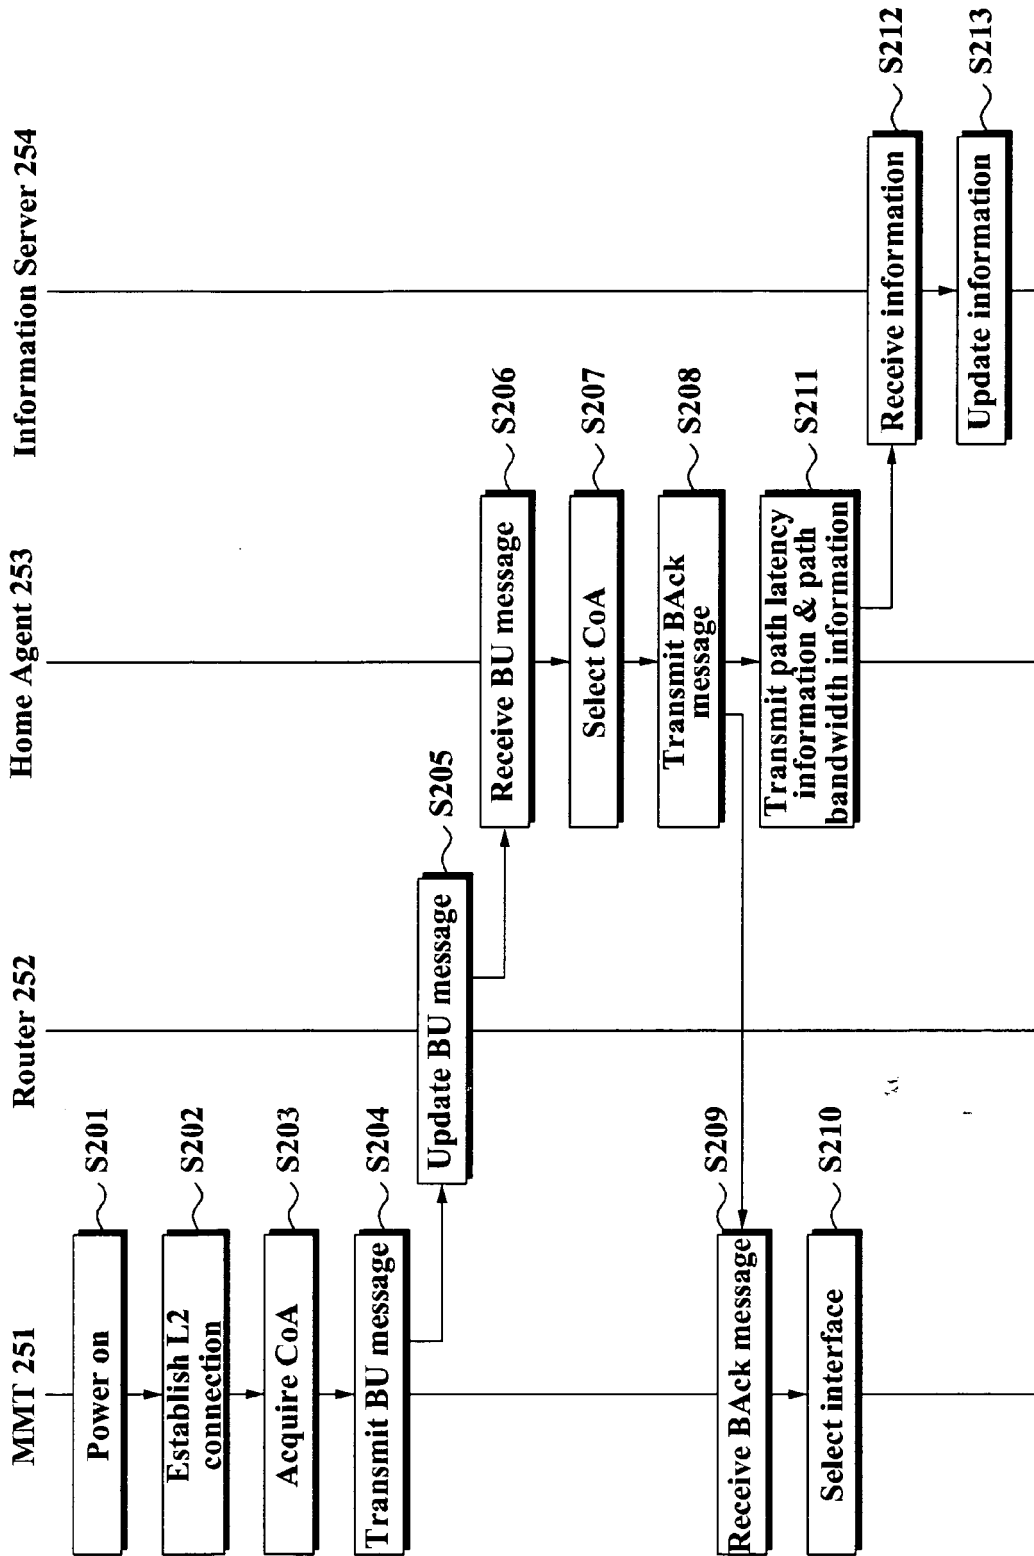 MMT 251
Router 252
Home Agent 253
Information Server 254
Power on
S201
Establish L2
connection
S202
Acquire CoA
S203
Transmit BU message
S204
Update BU message
S205
Receive BU message
S206
Select CoA
S207
Transmit BAck
message
S208
Receive BAck message
S209
Select interface
S210
Transmit path latency
information & path
bandwidth information
S211
Receive information
S212
Update information
S213